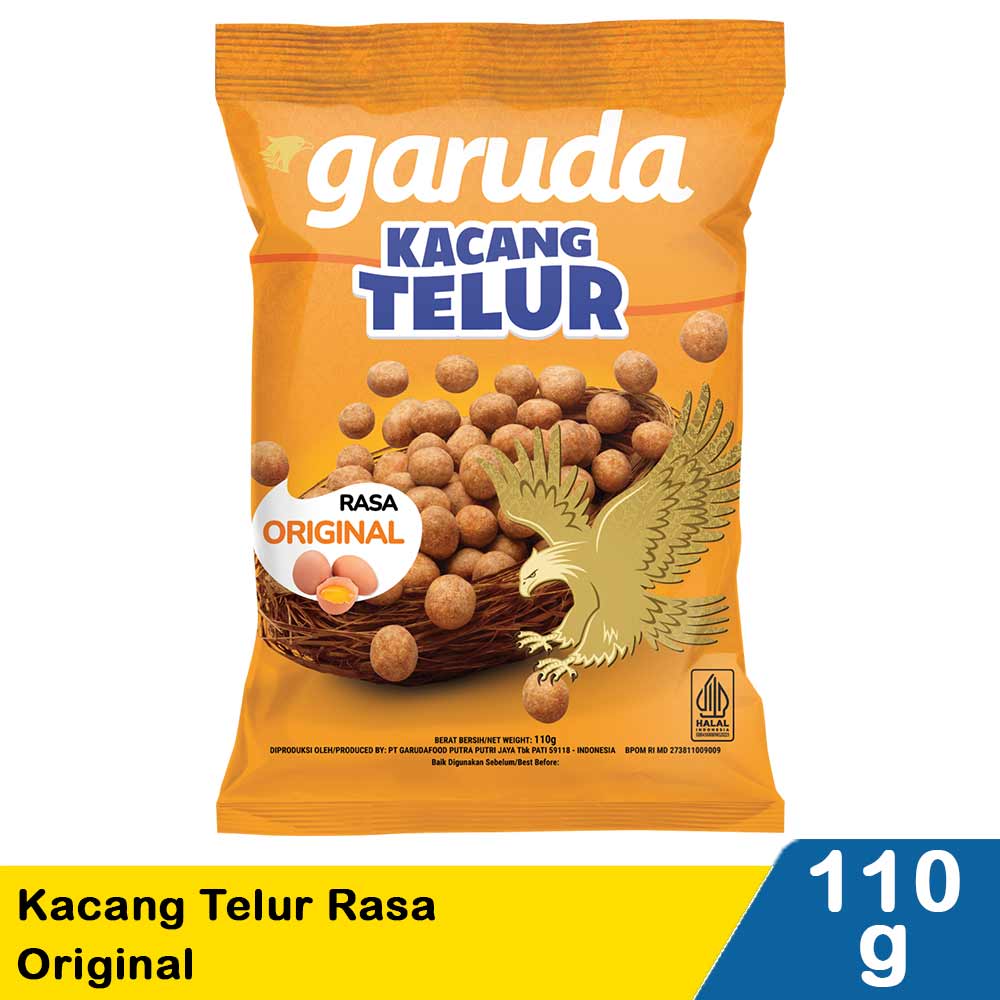 garuda
KACANG
TELUR
RASA
ORIGINAL
HALAL
INDONESIA
BERAT BERSIH/NET WEIGHT: 110g
DIPRODUKSI OLEH/PRODUCED BY: PT GARUDAFOOD PUTRA PUTRI JAYA Tbk PATI 59118 - INDONESIA BPOM RI MD 273811009009
Baik Digunakan Sebelum/Best Before:
Kacang Telur Rasa
Original
110
g